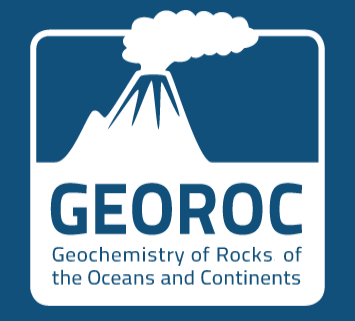 GEOROC
Geochemistry of Rocks of
the Oceans and Continents